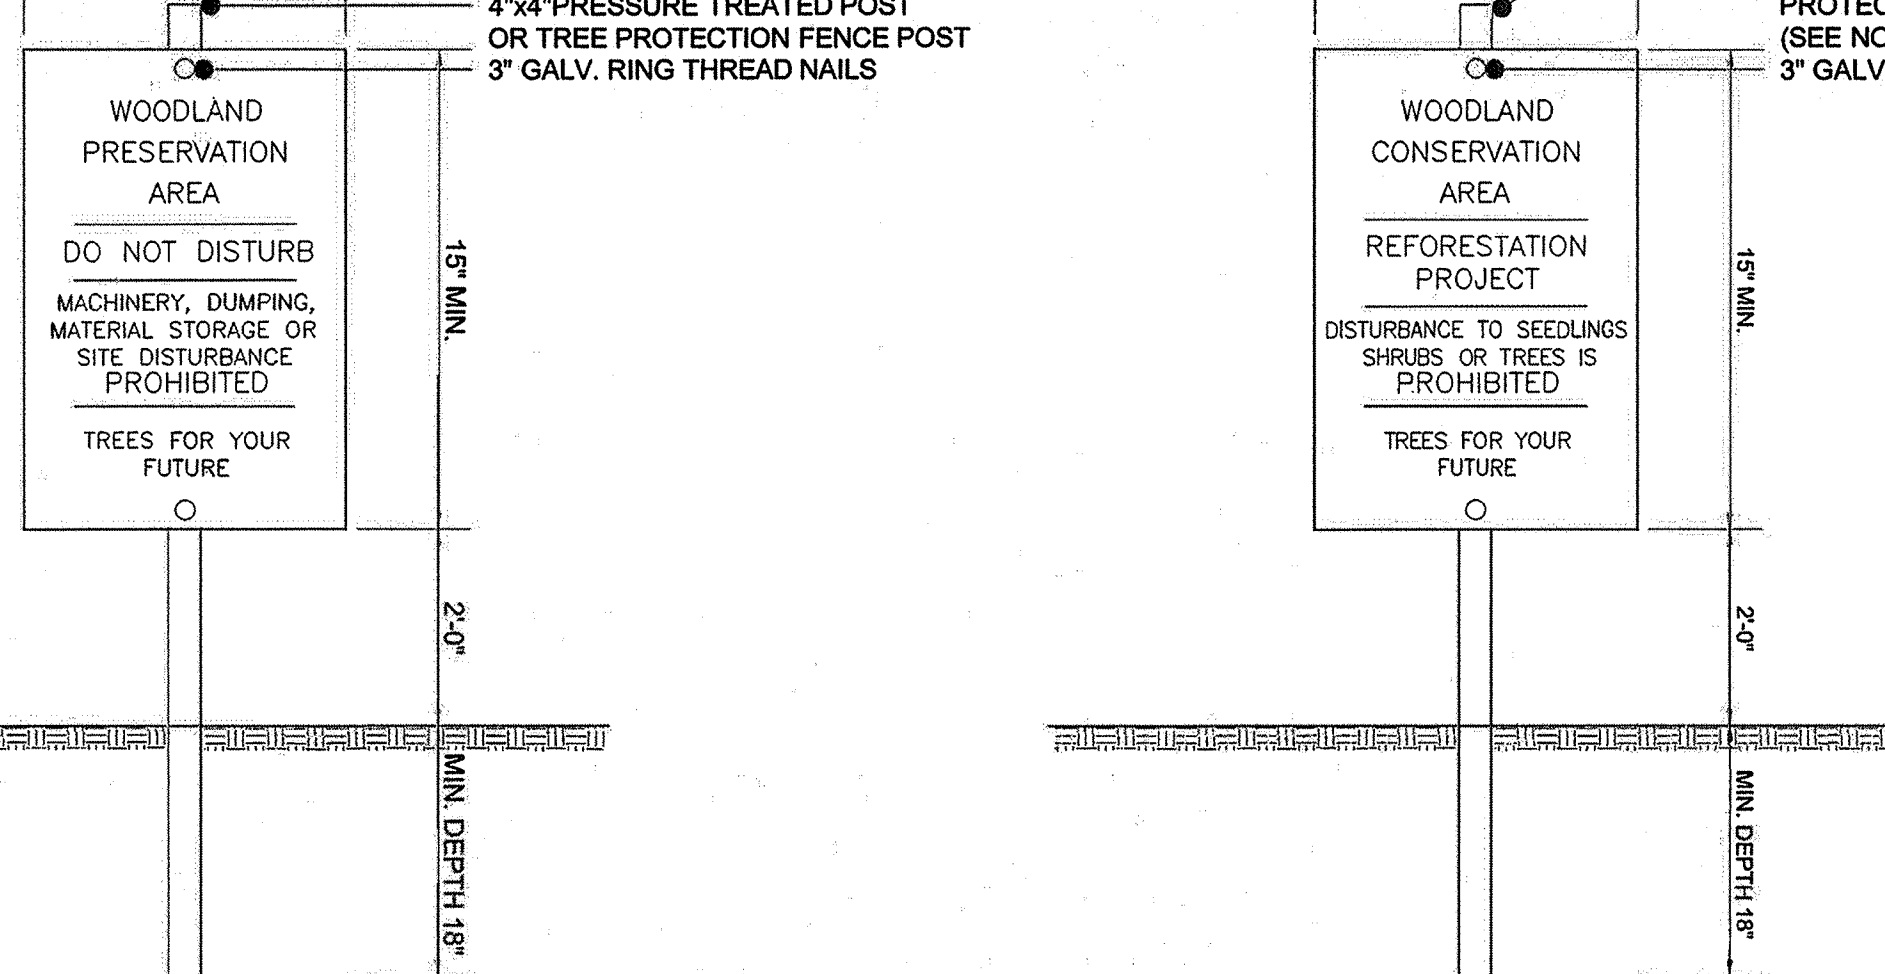 4"x4"PRESSURE TREATED POST
OR TREE PROTECTION FENCE POST
3" GALV. RING THREAD NAILS
WOODLAND
PRESERVATION
AREA
DO NOT DISTURB
MACHINERY, DUMPING,
MATERIAL STORAGE OR
SITE DISTURBANCE
PROHIBITED
TREES FOR YOUR
FUTURE
15" MIN.
2'-0"
MIN. DEPTH 18"
(SEE
3" GALV
WOODLAND
CONSERVATION
AREA
REFORESTATION
PROJECT
DISTURBANCE TO SEEDLINGS
SHRUBS OR TREES IS
PROHIBITED
TREES FOR YOUR
FUTURE
15" MIN.
2'-0"
MIN. DEPTH 18"